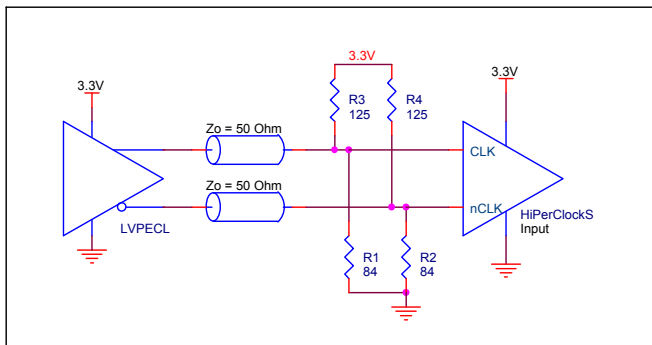 3.3V
3.3V
3.3V
R3
125
R4
125
Zo = 50 Ohm
CLK
Zo = 50 Ohm
nCLK
HiPerClockS
Input
LVPECL
R1
84
R2
84